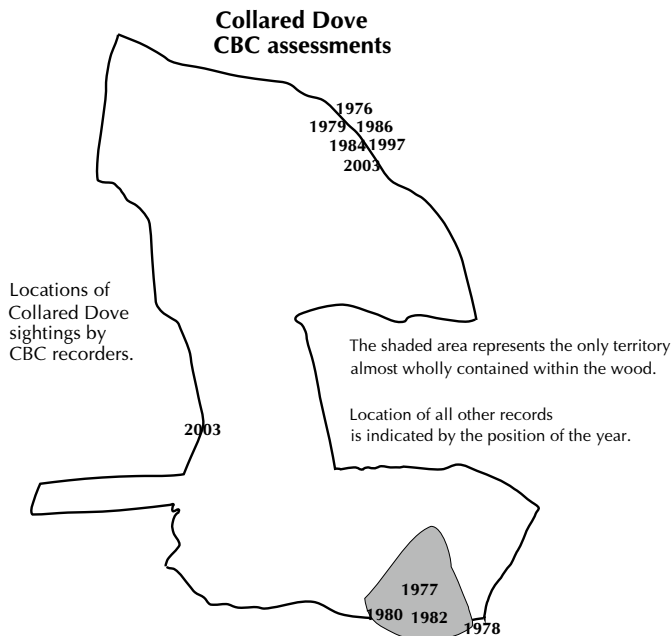 Collared Dove
CBC assessments
1976
1979 1986
1984 1997
2003
Locations of
Collared Dove
sightings by
CBC recorders.
The shaded area represents the only territory
almost wholly contained within the wood.
Location of all other records
is indicated by the position of the year.
2003
1977
1980 1982
1978